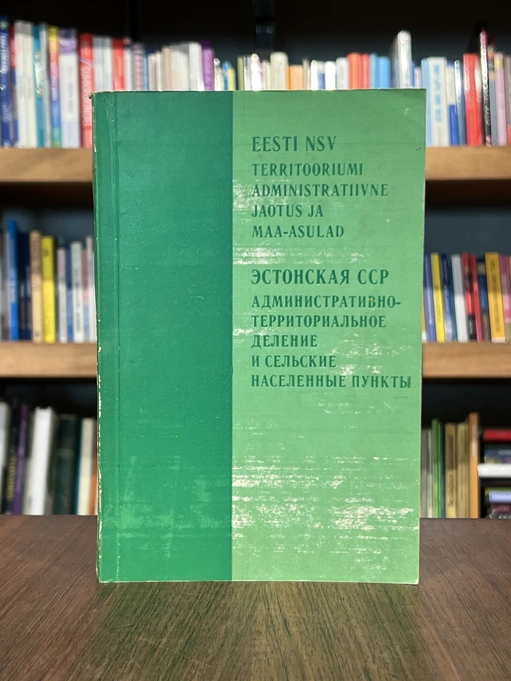 EESTI NSV
TERRITOORIUMI
ADMINISTRATIIVNE
JAOTUS JA
MAA-ASULAD
ЭСТОНСКАЯ ССР
АДМИНИСТРАТИВНО-
ТЕРРИТОРИАЛЬНОЕ
ДЕЛЕНИЕ
И СЕЛЬСКИЕ
НАСЕЛЕННЫЕ ПУНКТЫ